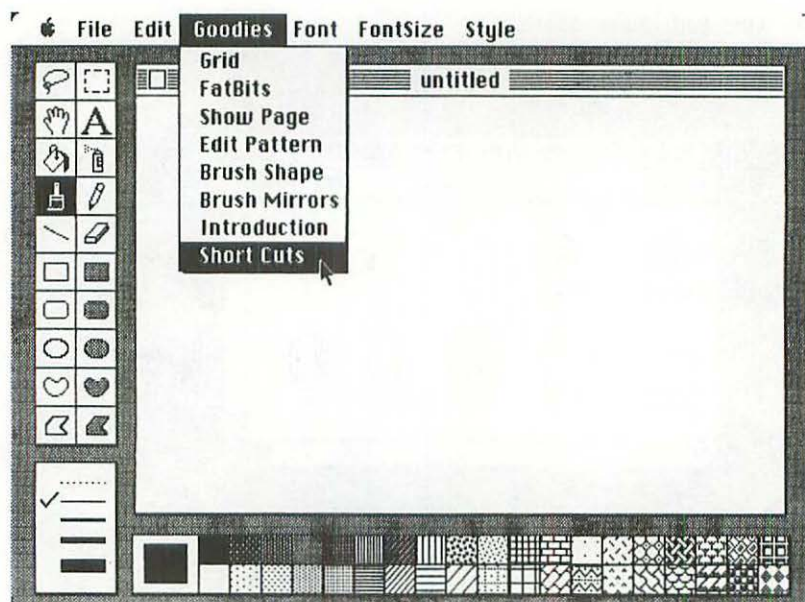 File Edit Goodies Font FontSize Style
Grid
FatBits
Show Page
Edit Pattern
Brush Shape
Brush Mirrors
Introduction
Short Cuts
untitled
A